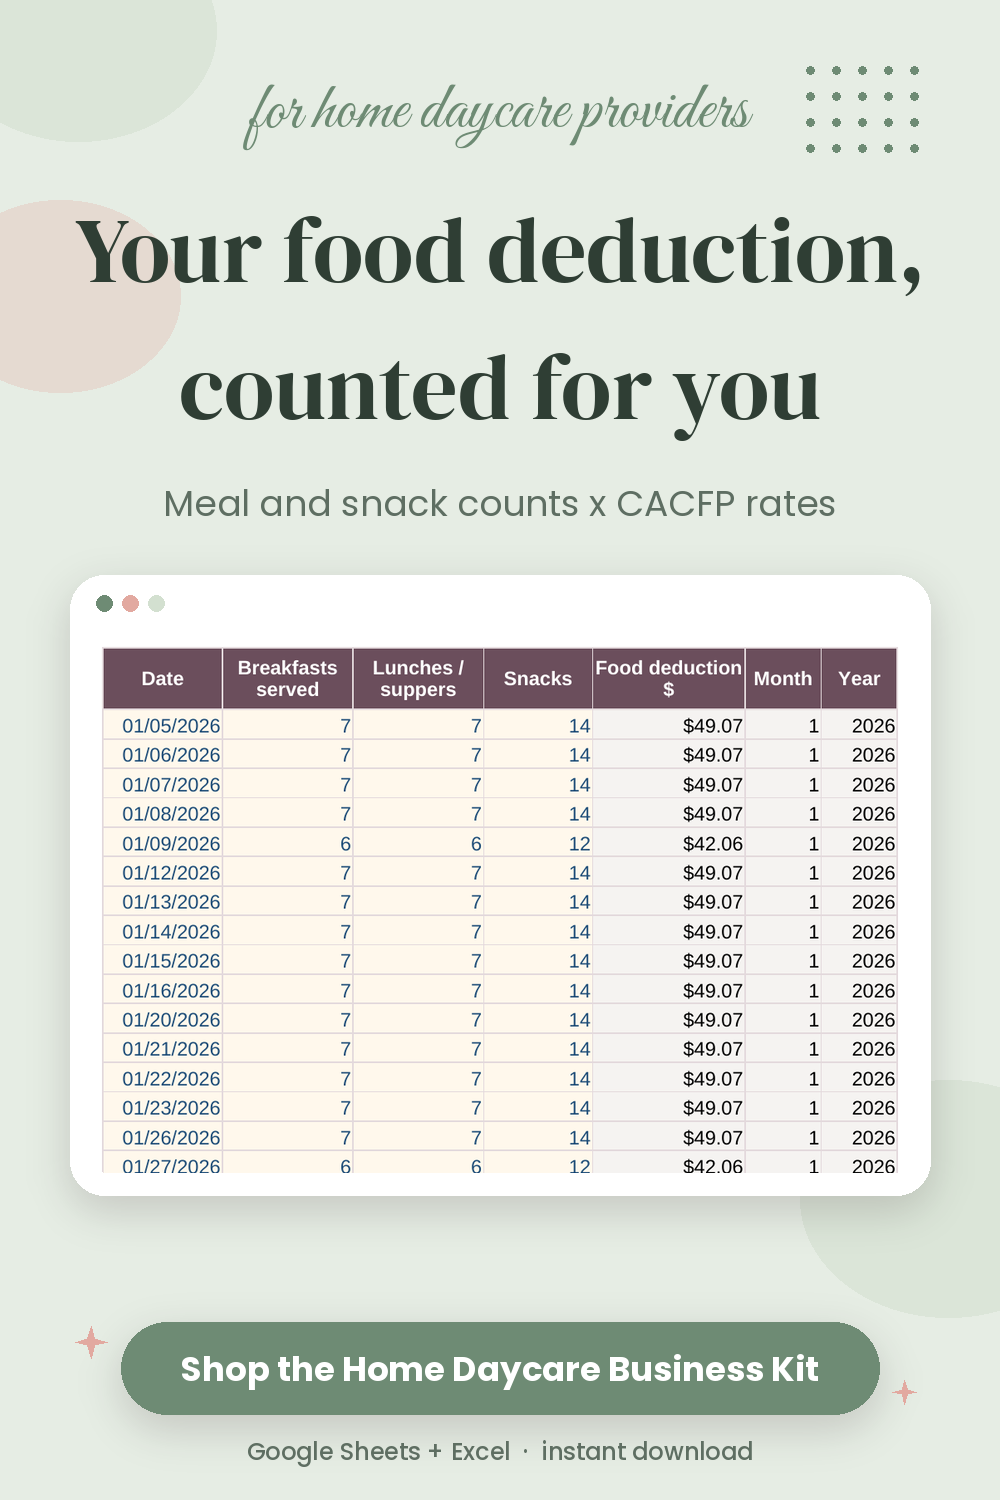 for home daycare providers
Your food deduction,
counted for you
Meal and snack counts x CACFP rates
Date Breakfasts served Lunches / suppers Snacks Food deduction $ Month Year
01/05/2026 7 7 14 $49.07 1 2026
01/06/2026 7 7 14 $49.07 1 2026
01/07/2026 7 7 14 $49.07 1 2026
01/08/2026 7 7 14 $49.07 1 2026
01/09/2026 6 6 12 $42.06 1 2026
01/12/2026 7 7 14 $49.07 1 2026
01/13/2026 7 7 14 $49.07 1 2026
01/14/2026 7 7 14 $49.07 1 2026
01/15/2026 7 7 14 $49.07 1 2026
01/16/2026 7 7 14 $49.07 1 2026
01/20/2026 7 7 14 $49.07 1 2026
01/21/2026 7 7 14 $49.07 1 2026
01/22/2026 7 7 14 $49.07 1 2026
01/23/2026 7 7 14 $49.07 1 2026
01/26/2026 7 7 14 $49.07 1 2026
01/27/2026 6 6 12 $42.06 1 2026
Shop the Home Daycare Business Kit
Google Sheets + Excel · instant download